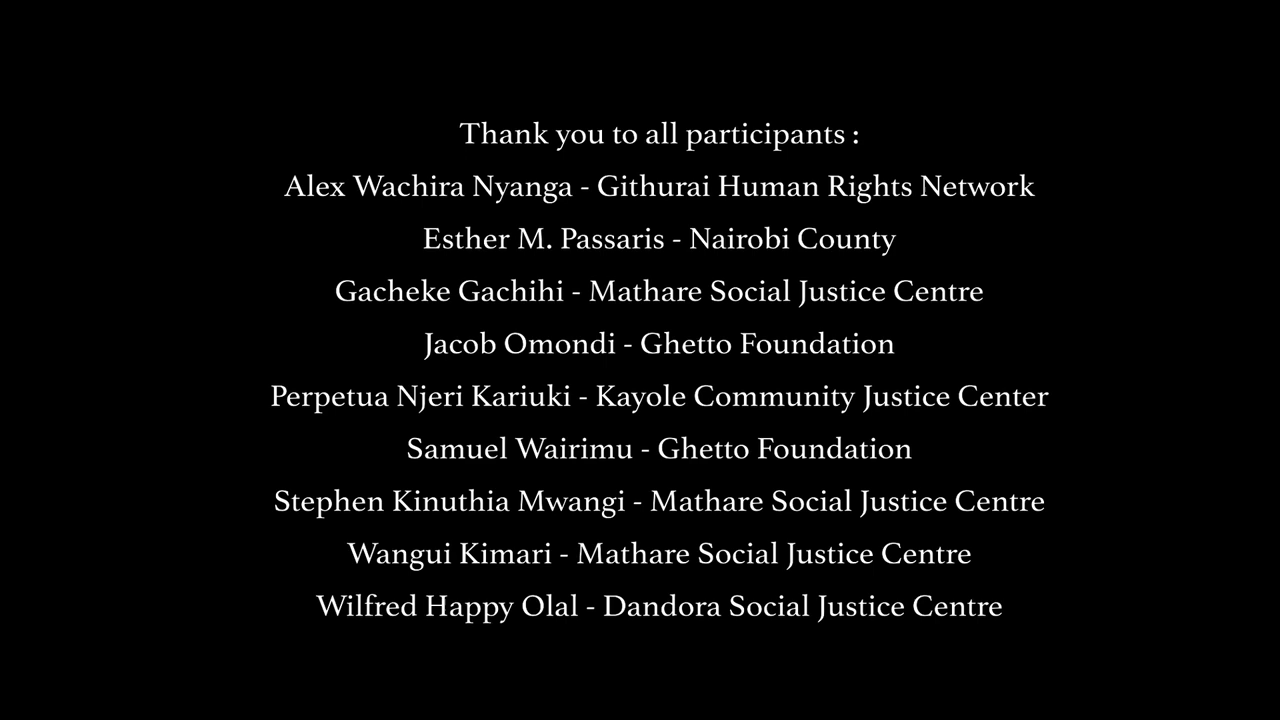 Thank you to all participants :
Alex Wachira Nyanga - Githurai Human Rights Network
Esther M. Passaris - Nairobi County
Gacheke Gachihi - Mathare Social Justice Centre
Jacob Omondi - Ghetto Foundation
Perpetua Njeri Kariuki - Kayole Community Justice Center
Samuel Wairimu - Ghetto Foundation
Stephen Kinuthia Mwangi - Mathare Social Justice Centre
Wangui Kimari - Mathare Social Justice Centre
Wilfred Happy Olal - Dandora Social Justice Centre